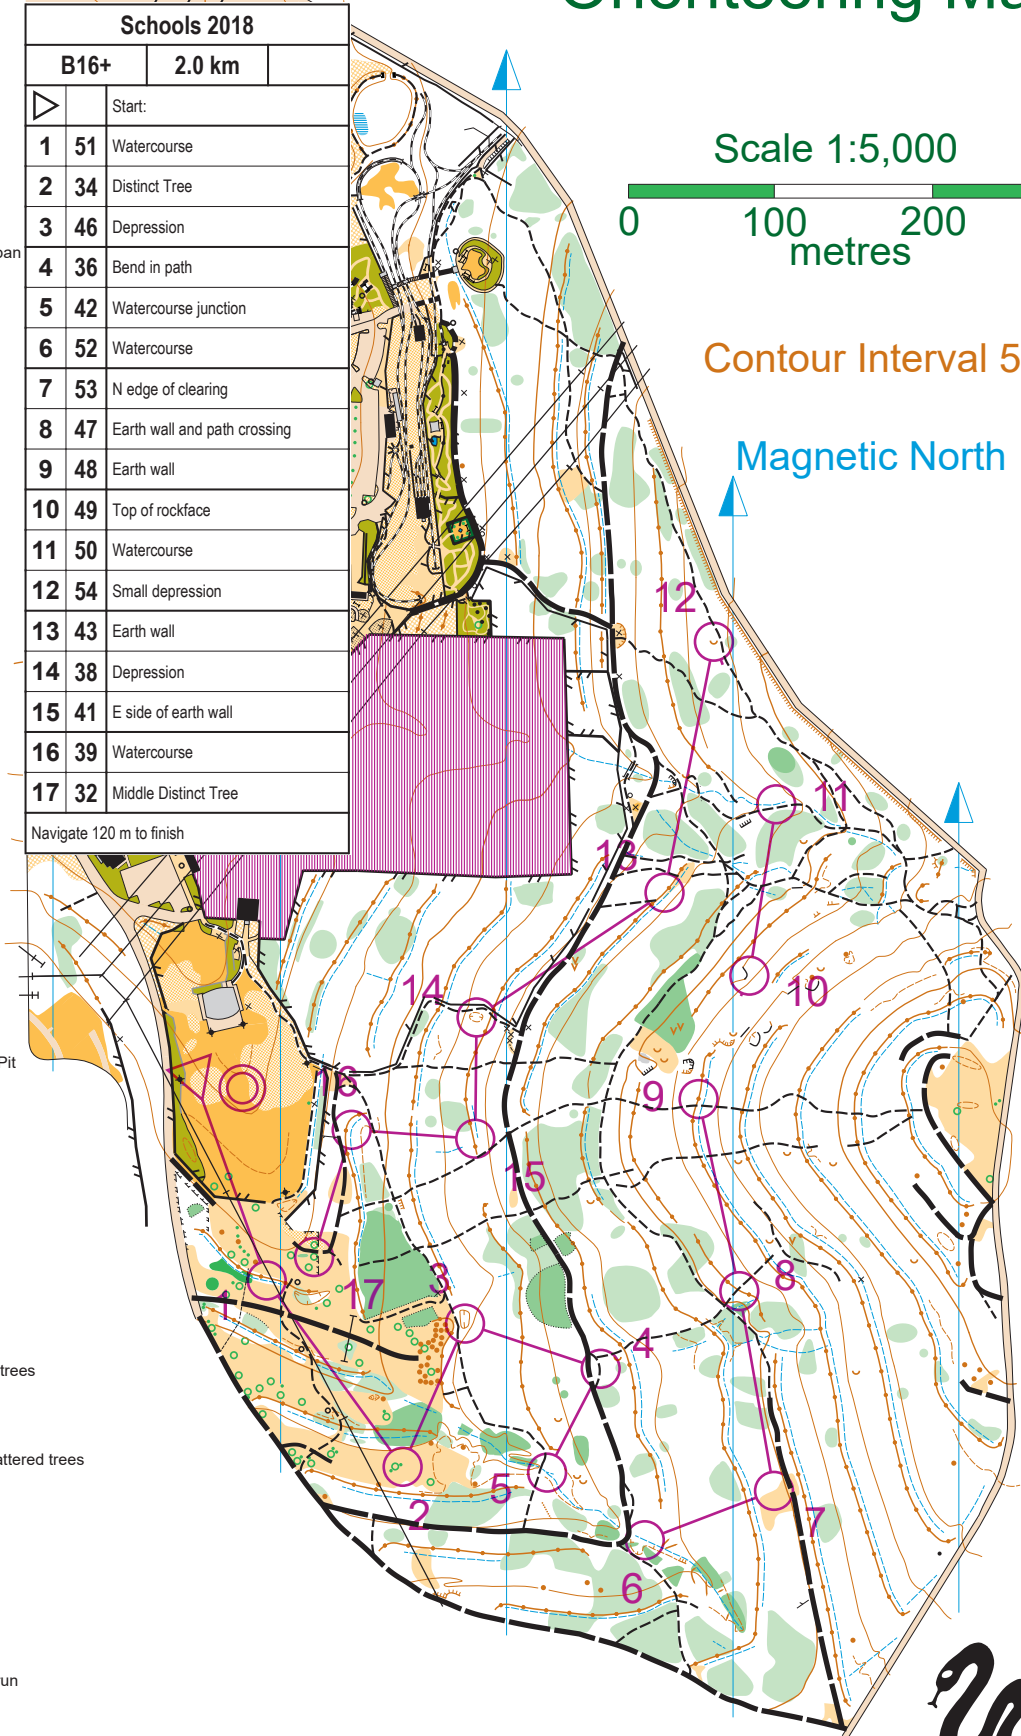 Schools 2018
B16+ 2.0 km
Start:
1 51 Watercourse
2 34 Distinct Tree
3 46 Depression
4 36 Bend in path
5 42 Watercourse junction
6 52 Watercourse
7 53 N edge of clearing
8 47 Earth wall and path crossing
9 48 Earth wall
10 49 Top of rockface
11 50 Watercourse
12 54 Small depression
13 43 Earth wall
14 38 Depression
15 41 E side of earth wall
16 39 Watercourse
17 32 Middle Distinct Tree
Navigate 120 m to finish
Scale 1:5,000
0 100 200
metres
Contour Interval 5
Magnetic North
12
11
13
10
14
9
16
15
8
3
17
1
4
5
2
7
6
Pit
trees